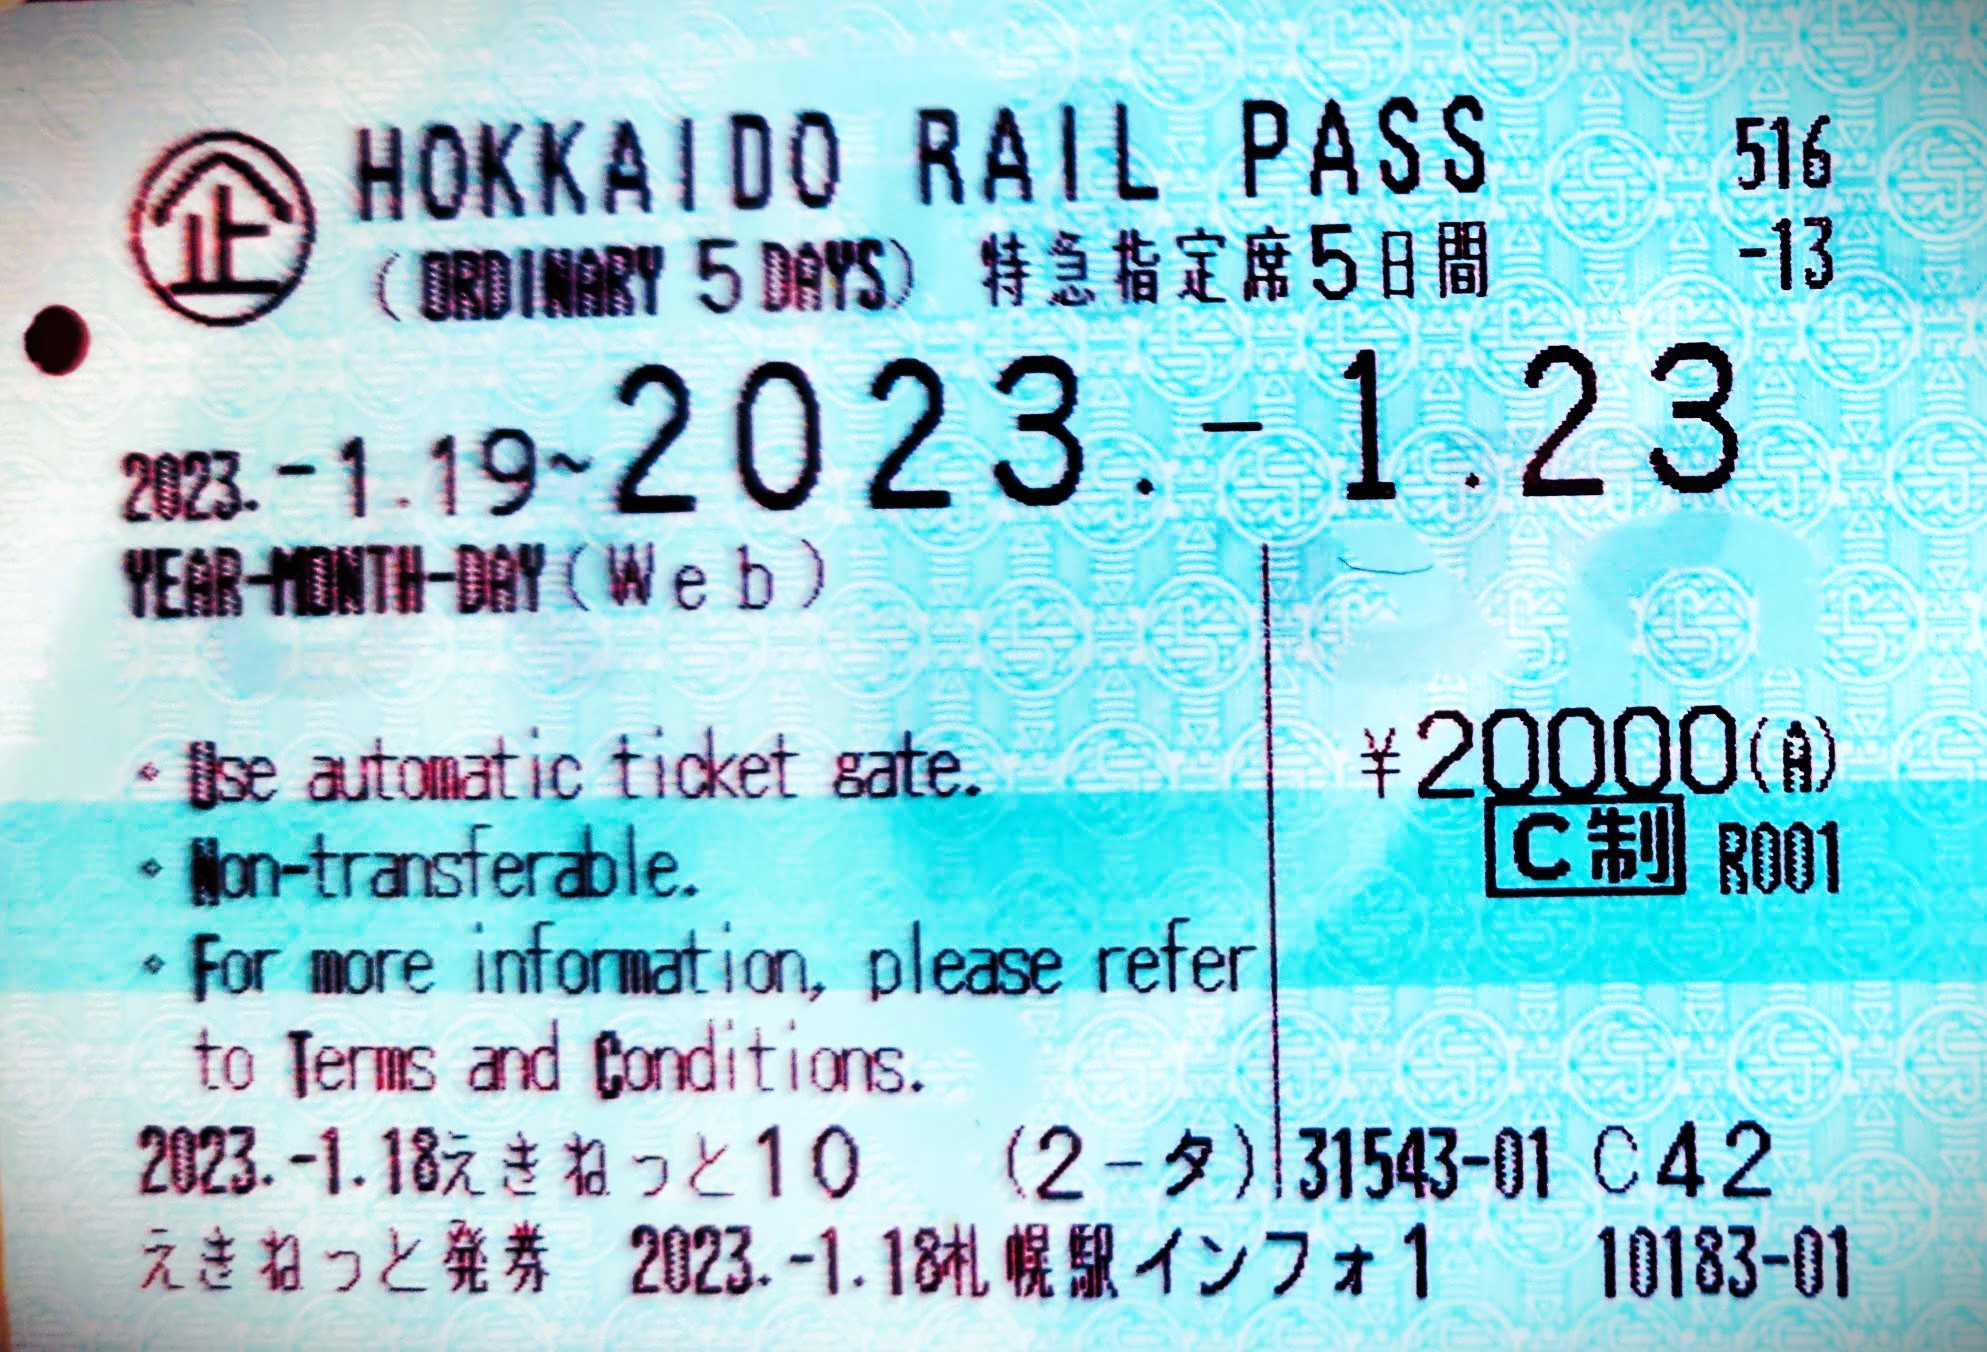 企 HOKKAIDO RAIL PASS 516
(ORDINARY 5 DAYS) 特急指定席5日間 -13
2023.-1.19~2023.-1.23
YEAR-MONTH-DAY(Web)
・Use automatic ticket gate.
¥20000(A)
・Non-transferable.
C制 R001
・For more information, please refer
to Terms and Conditions.
2023.-1.18えきねっと10 (2-タ) 31543-01 C42
えきねっと発券 2023.-1.18札幌駅インフォ1 10183-01